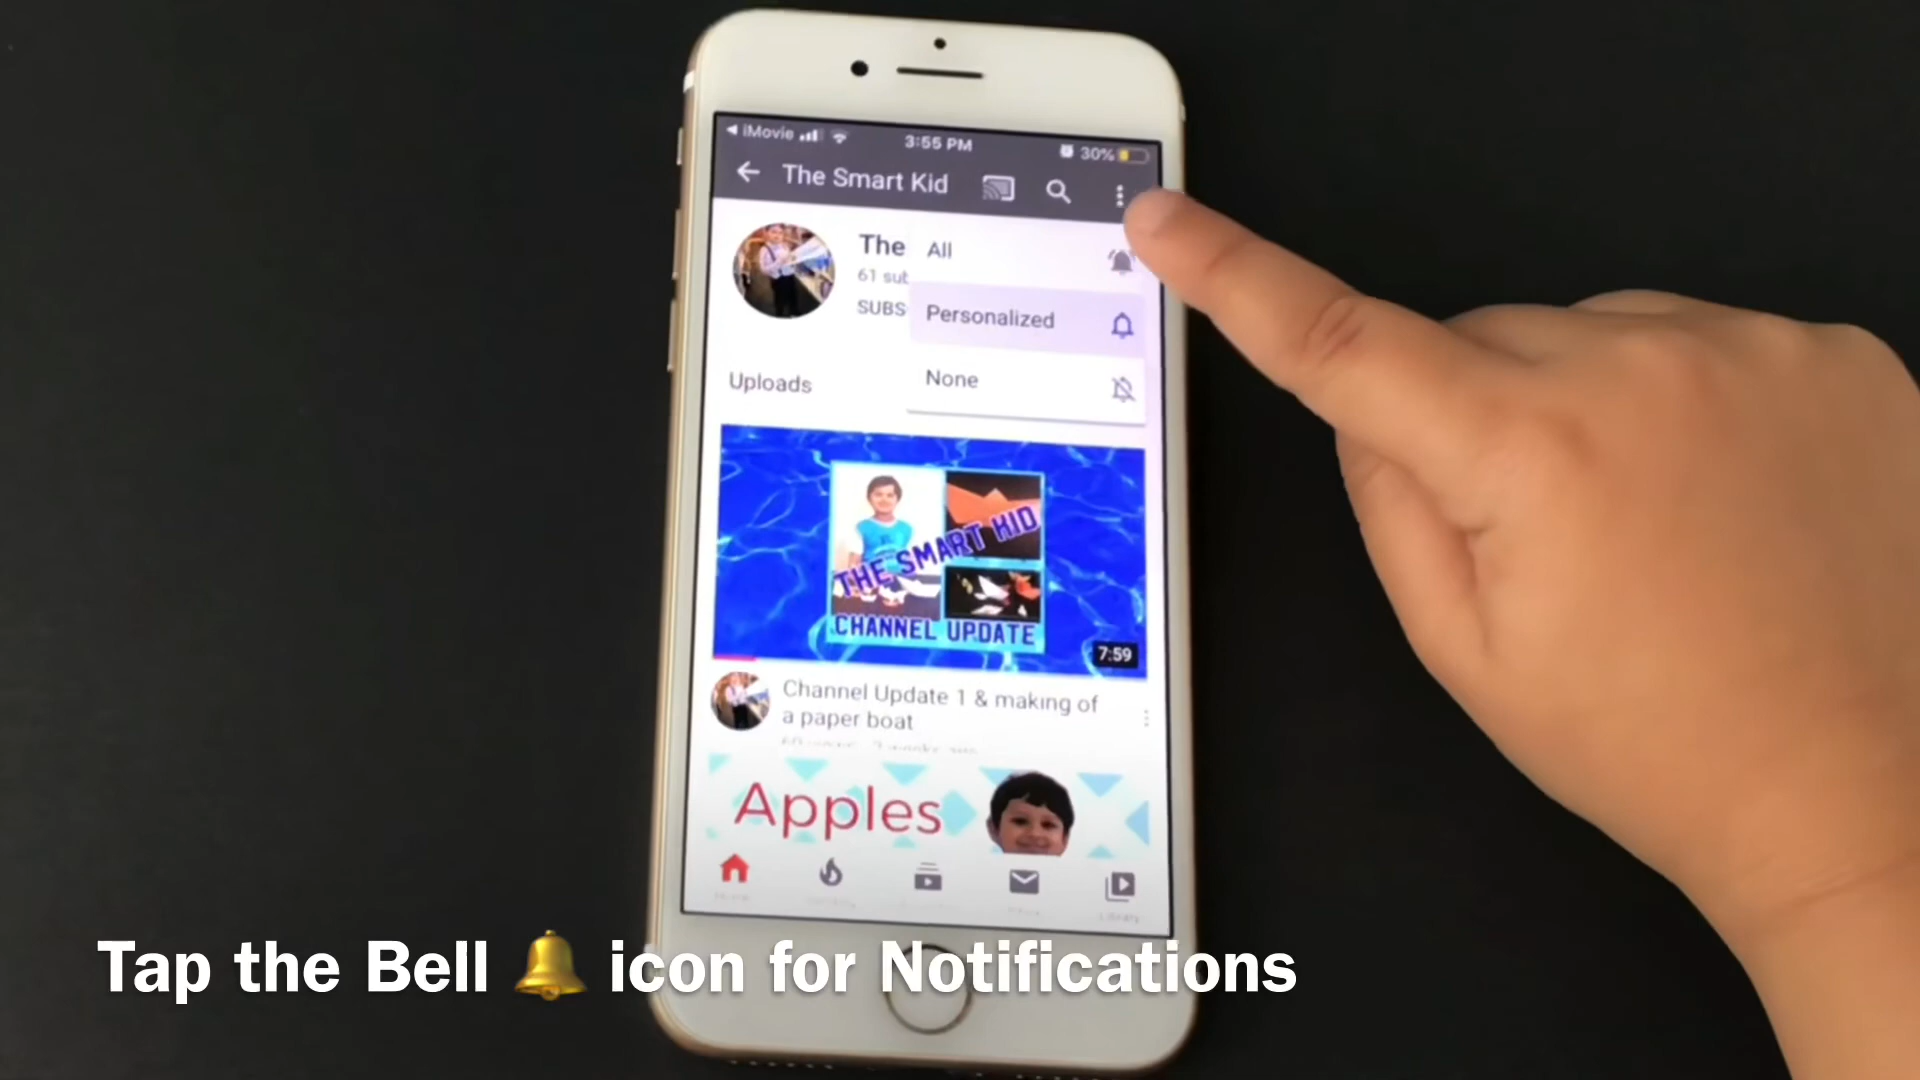 iMovie
3:55 PM
30%
The Smart Kid
The
All
61 sub
SUBS
Personalized
None
Uploads
THE SMART KID
CHANNEL UPDATE
7:59
Channel Update 1 & making of
a paper boat
Apples
Library
Tap the Bell 🔔 icon for Notifications